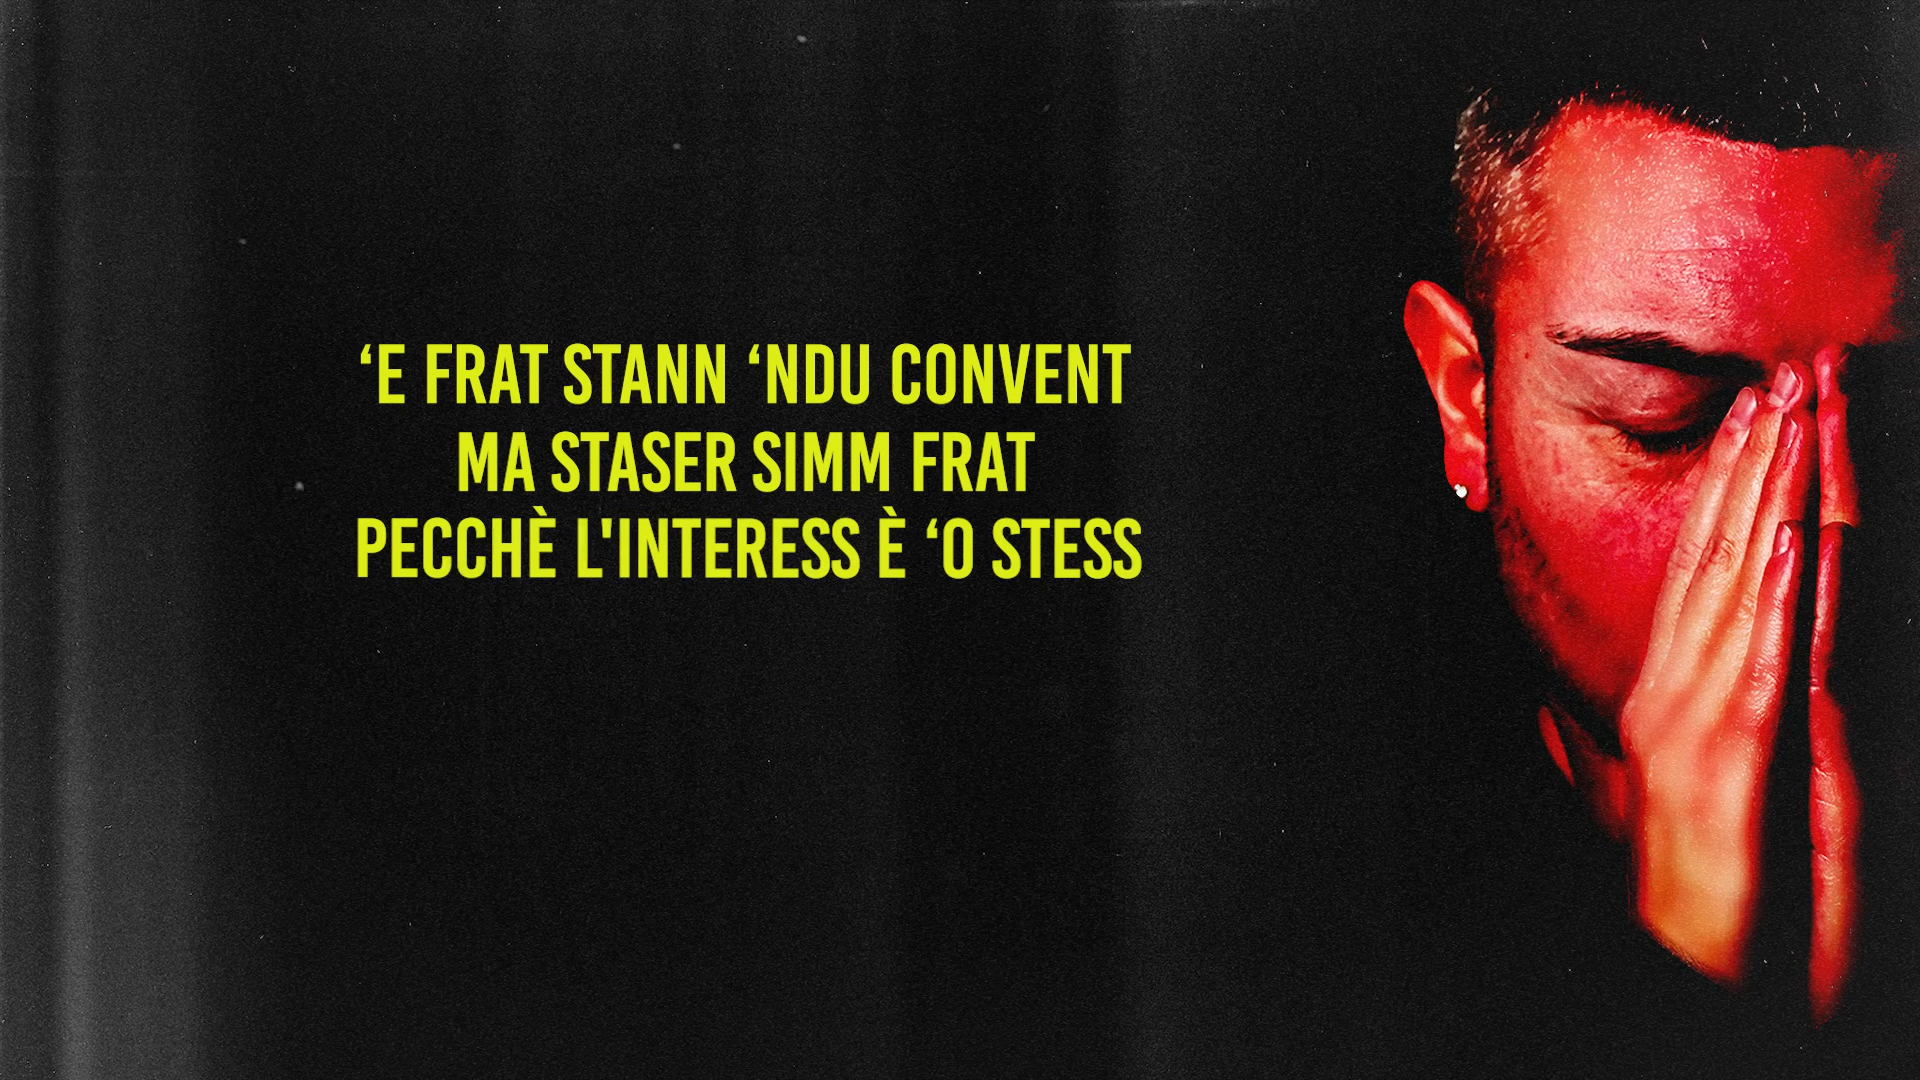 ‘E FRAT STANN ‘NDU CONVENT
MA STASER SIMM FRAT
PECCHÈ L'INTERESS È ‘O STESS